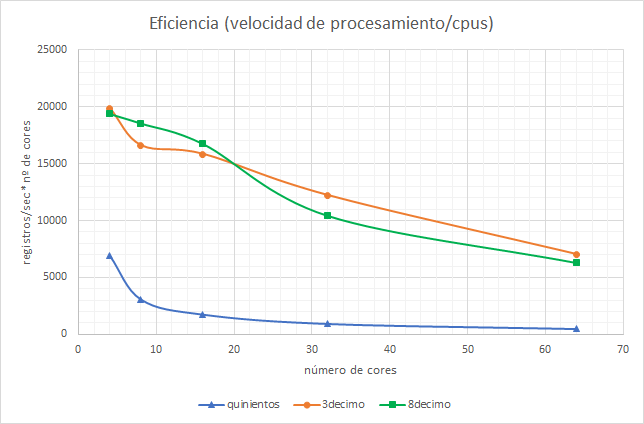 Eficiencia (velocidad de procesamiento/cpus)
25000
20000
15000
10000
5000
0
registros/sec*nº de cores
0 10 20 30 40 50 60 70
número de cores
quinientos 3decimo 8decimo